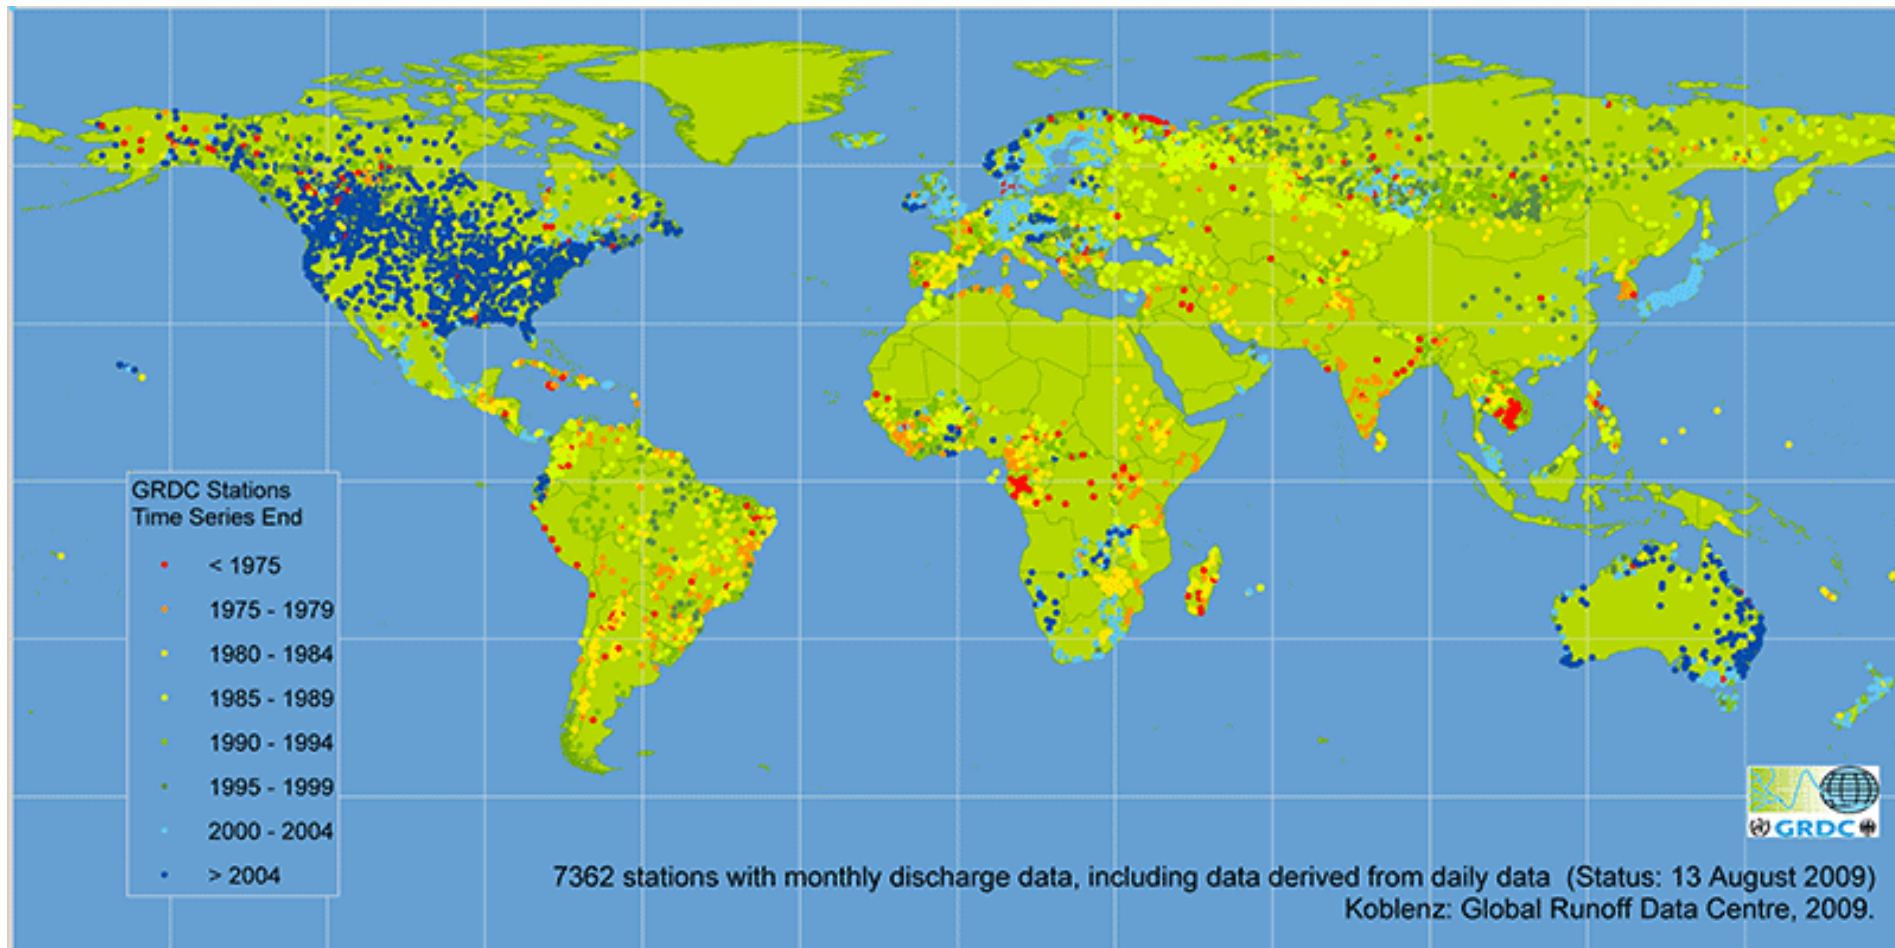 GRDC Stations
Time Series End
< 1975
1975 - 1979
1980 - 1984
1985 - 1989
1990 - 1994
1995 - 1999
2000 - 2004
> 2004
GRDC
7362 stations with monthly discharge data, including data derived from daily data (Status: 13 August 2009)
Koblenz: Global Runoff Data Centre, 2009.